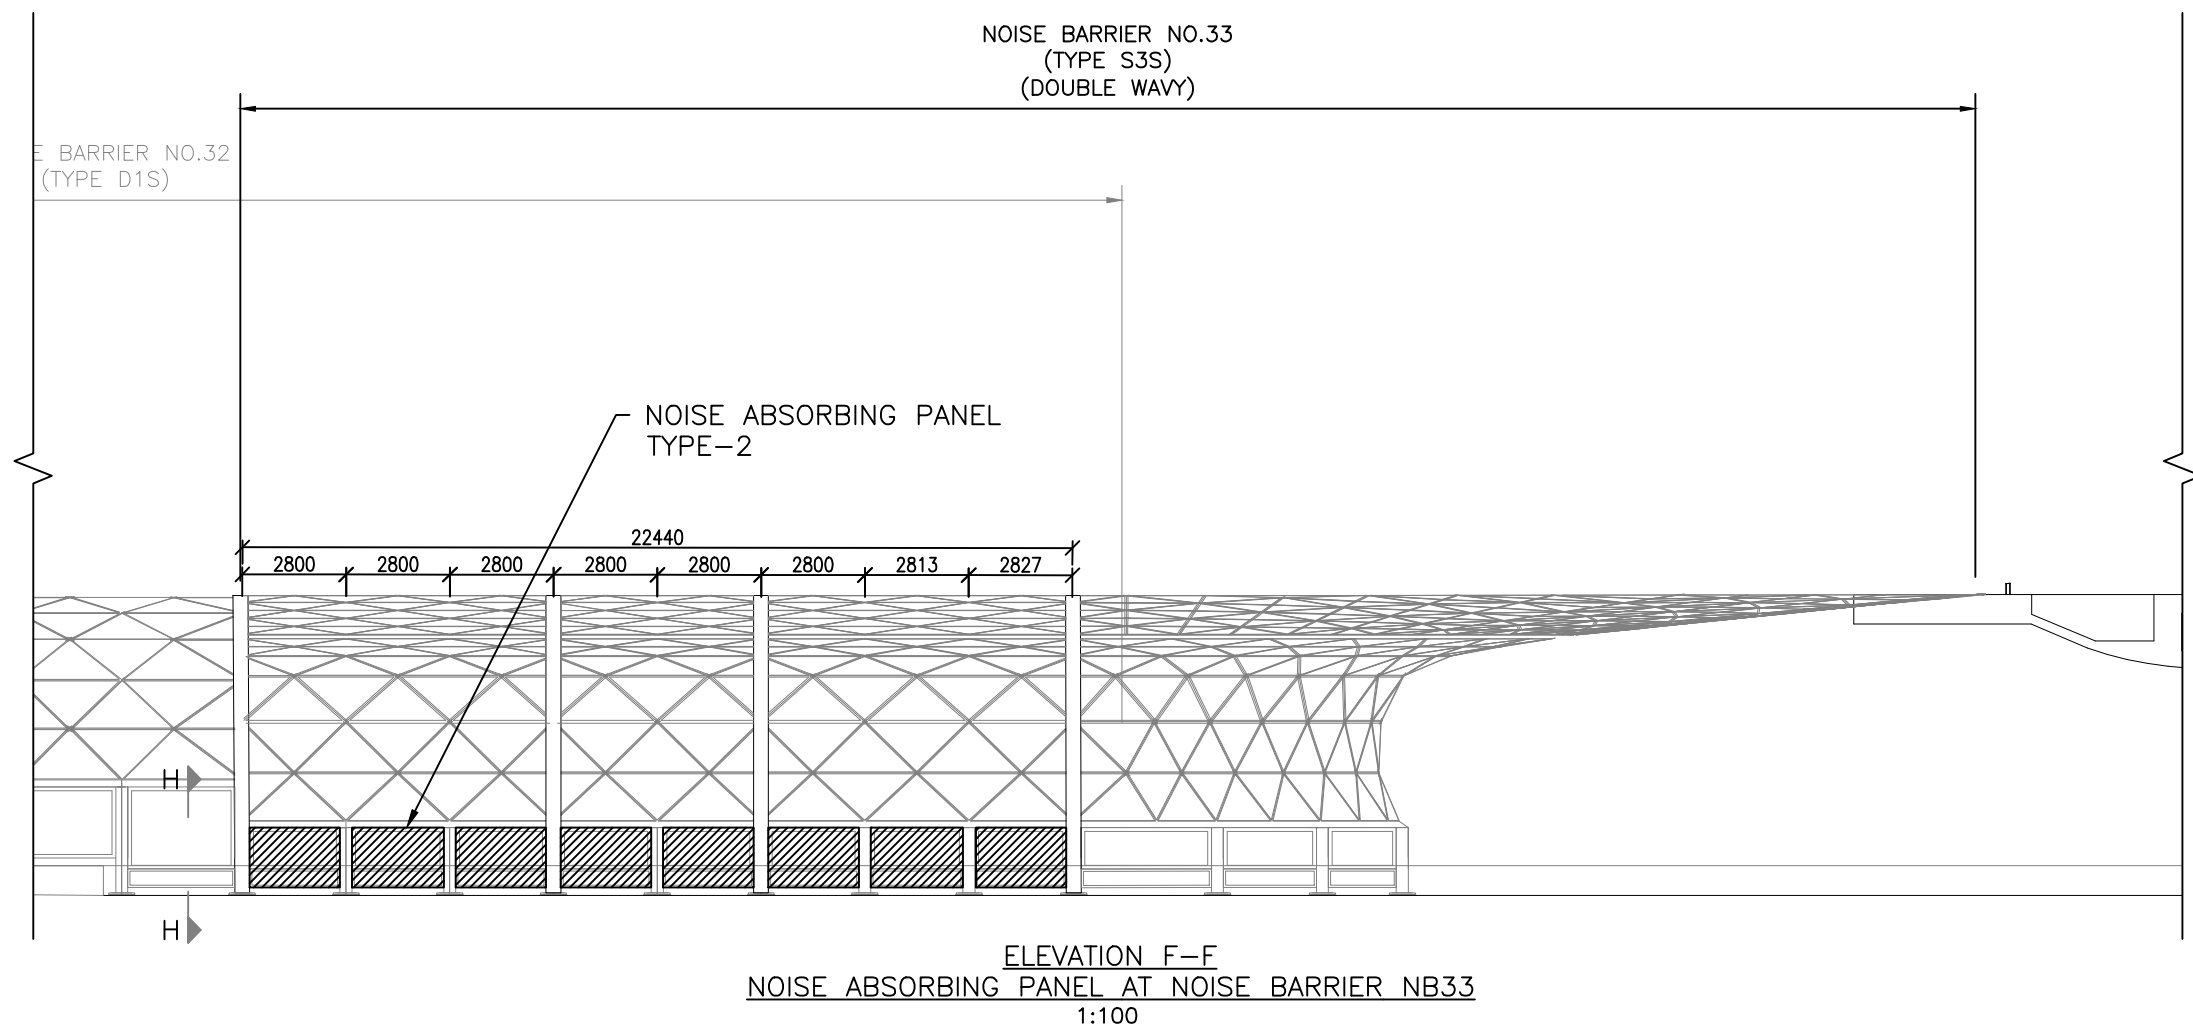 NOISE BARRIER NO.33
(TYPE S3S)
(DOUBLE WAVY)
E BARRIER NO.32
(TYPE D1S)
NOISE ABSORBING PANEL
TYPE-2
22440
2800 2800 2800 2800 2800 2800 2813 2827
H
H
ELEVATION F-F
NOISE ABSORBING PANEL AT NOISE BARRIER NB33
1:100